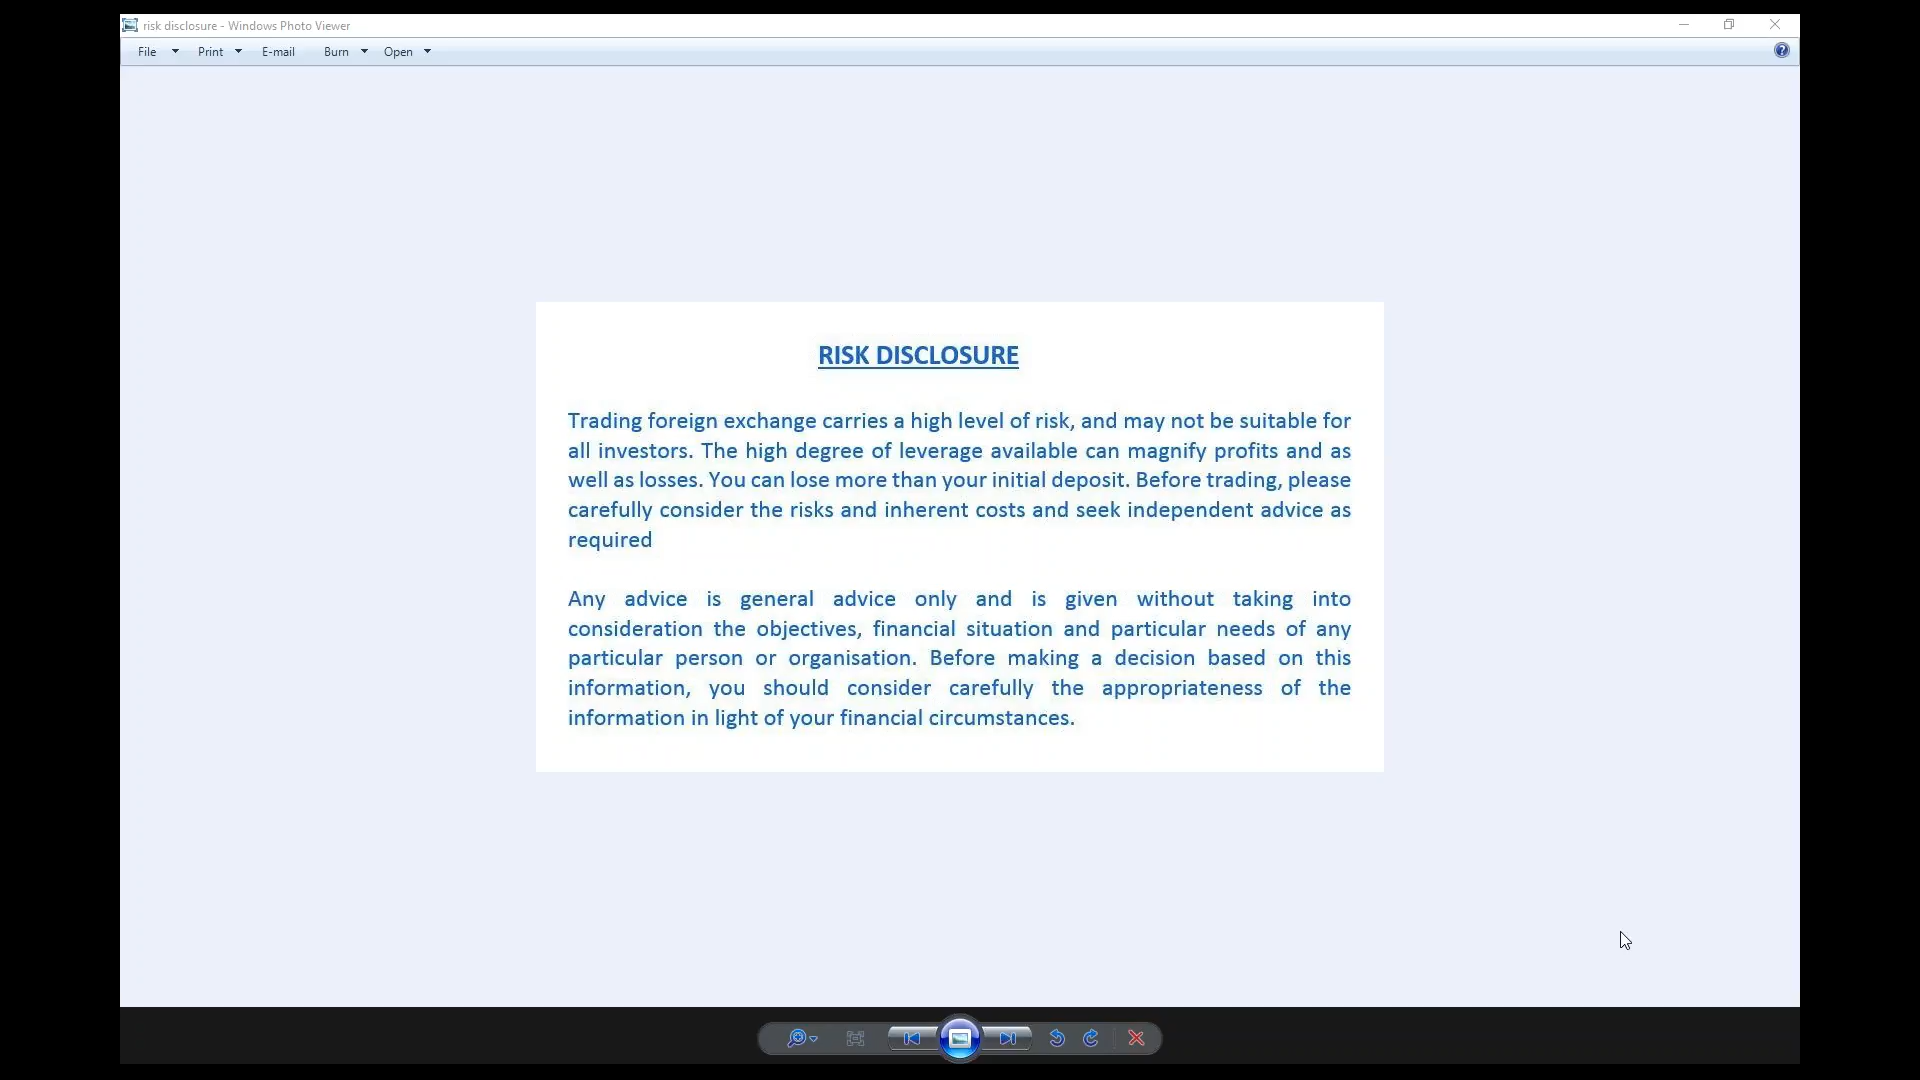 risk disclosure - Windows Photo Viewer
File Print E-mail Burn Open
RISK DISCLOSURE
Trading foreign exchange carries a high level of risk, and may not be suitable for
all investors. The high degree of leverage available can magnify profits and as
well as losses. You can lose more than your initial deposit. Before trading, please
carefully consider the risks and inherent costs and seek independent advice as
required
Any advice is general advice only and is given without taking into
consideration the objectives, financial situation and particular needs of any
particular person or organisation. Before making a decision based on this
information, you should consider carefully the appropriateness of the
information in light of your financial circumstances.